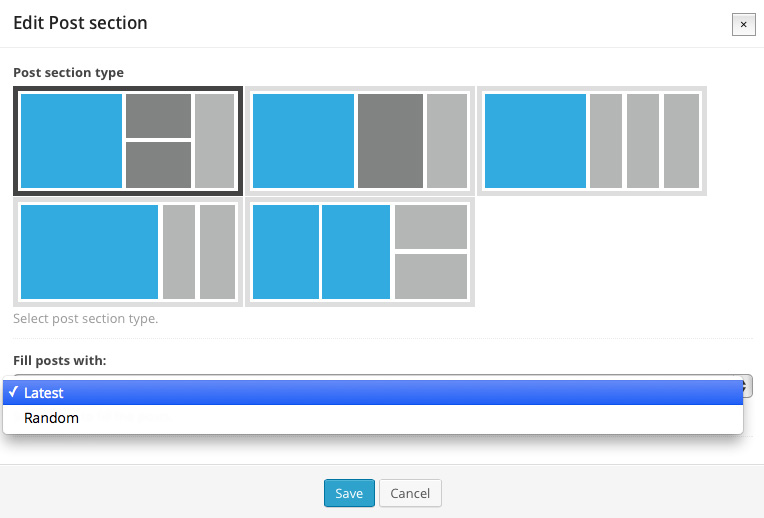 Edit Post section
×
Post section type
Select post section type.
Fill posts with:
✓ Latest
Random
Save Cancel